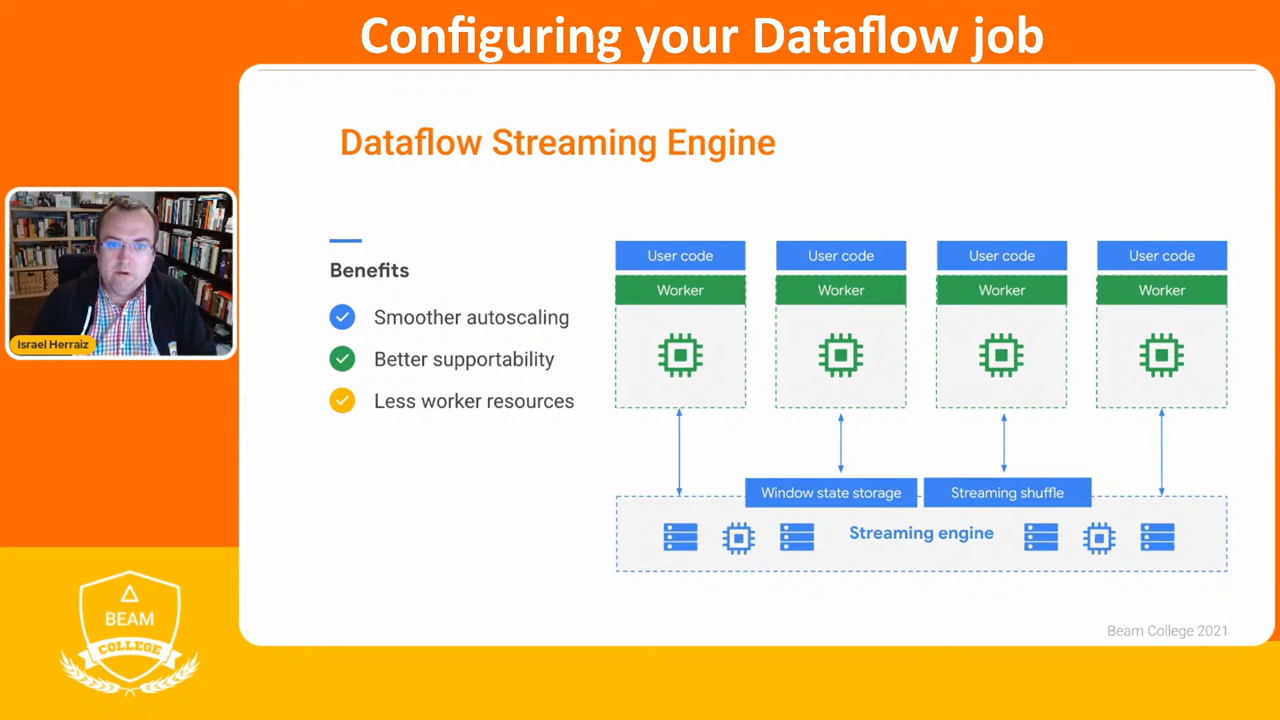 Configuring your Dataflow job
Dataflow Streaming Engine
Benefits
Smoother autoscaling
Better supportability
Less worker resources
User code
User code
User code
User code
Worker
Worker
Worker
Worker
Window state storage
Streaming shuffle
Streaming engine
Beam College 2021
Israel Herraiz
BEAM
COLLEGE